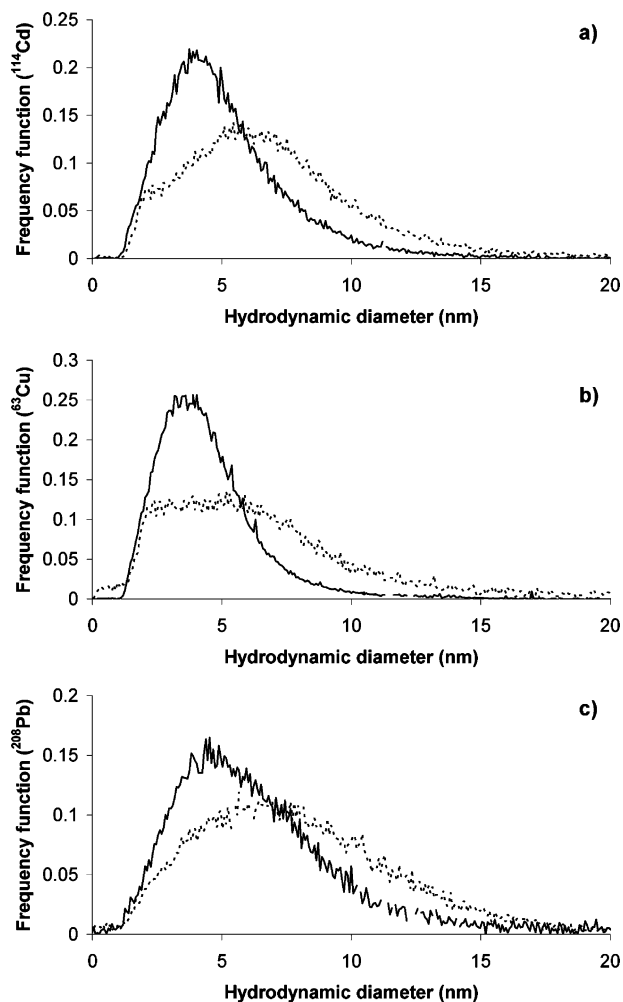 a)
Frequency function (¹¹⁴Cd)
0.25
0.2
0.15
0.1
0.05
0
0 5 10 15 20
Hydrodynamic diameter (nm)
b)
Frequency function (⁶³Cu)
0.3
0.25
0.2
0.15
0.1
0.05
0
0 5 10 15 20
Hydrodynamic diameter (nm)
c)
Frequency function (²⁰⁸Pb)
0.2
0.15
0.1
0.05
0
0 5 10 15 20
Hydrodynamic diameter (nm)